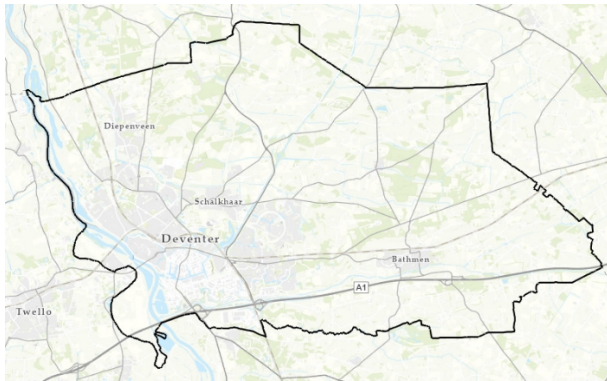 Diepenveen
Schalkhaar
Deventer
Bathmen
A1
Twello